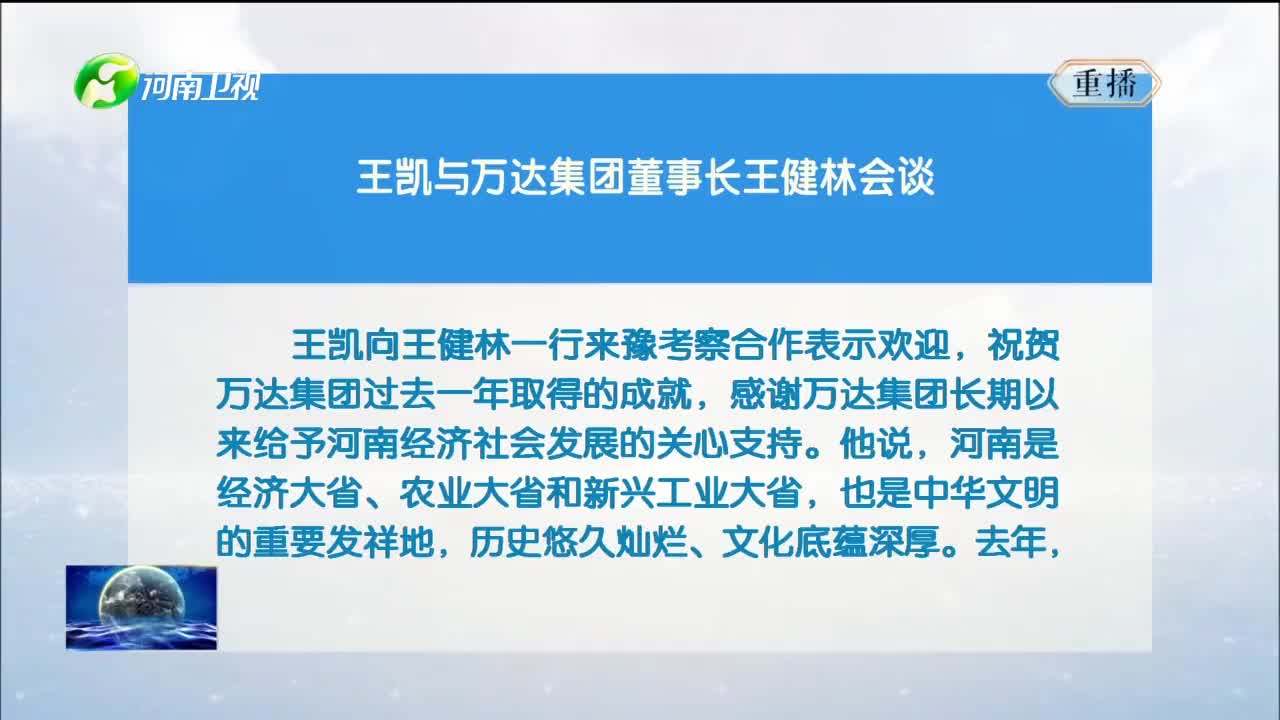 河南卫视
重播
王凯与万达集团董事长王健林会谈
王凯向王健林一行来豫考察合作表示欢迎，祝贺
万达集团过去一年取得的成就，感谢万达集团长期以
来给予河南经济社会发展的关心支持。他说，河南是
经济大省、农业大省和新兴工业大省，也是中华文明
的重要发祥地，历史悠久灿烂、文化底蕴深厚。去年，